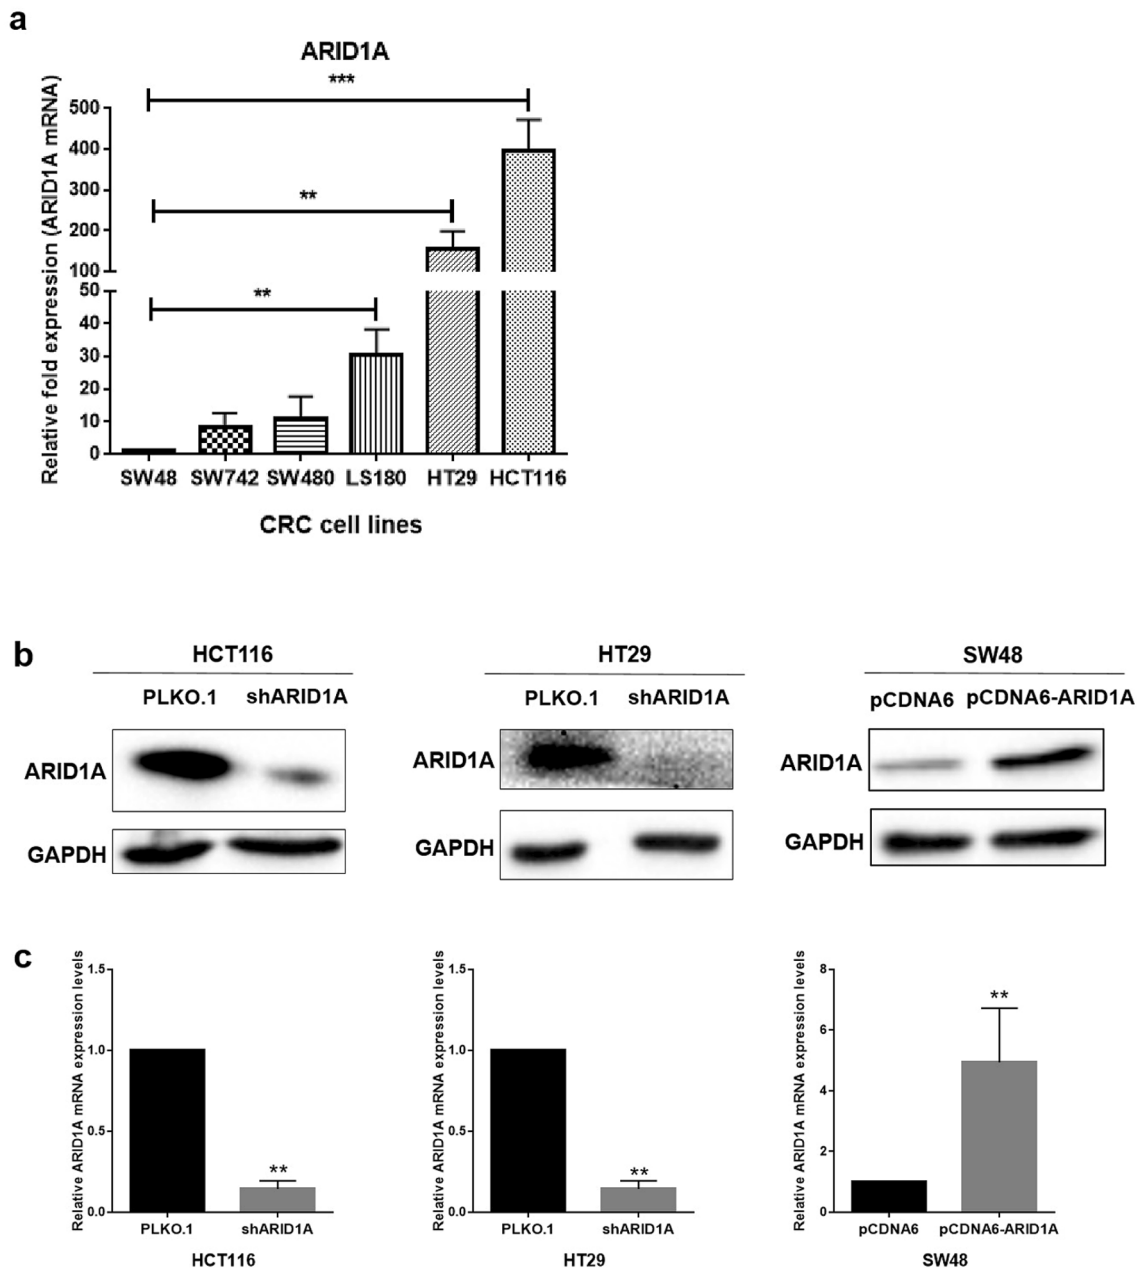 a
ARID1A
***
Relative fold expression (ARID1A mRNA)
500
400
300
200
100
**
50
40
30
20
10
0
**
SW48 SW742 SW480 LS180 HT29 HCT116
CRC cell lines
b
HCT116
PLKO.1 shARID1A
ARID1A
GAPDH
HT29
PLKO.1 shARID1A
ARID1A
GAPDH
SW48
pCDNA6 pCDNA6-ARID1A
ARID1A
GAPDH
c
Relative ARID1A mRNA expression levels
1.5
1.0
0.5
0.0
**
PLKO.1 shARID1A
HCT116
Relative ARID1A mRNA expression levels
1.5
1.0
0.5
0.0
**
PLKO.1 shARID1A
HT29
Relative ARID1A mRNA expression levels
8
6
4
2
0
**
pCDNA6 pCDNA6-ARID1A
SW48